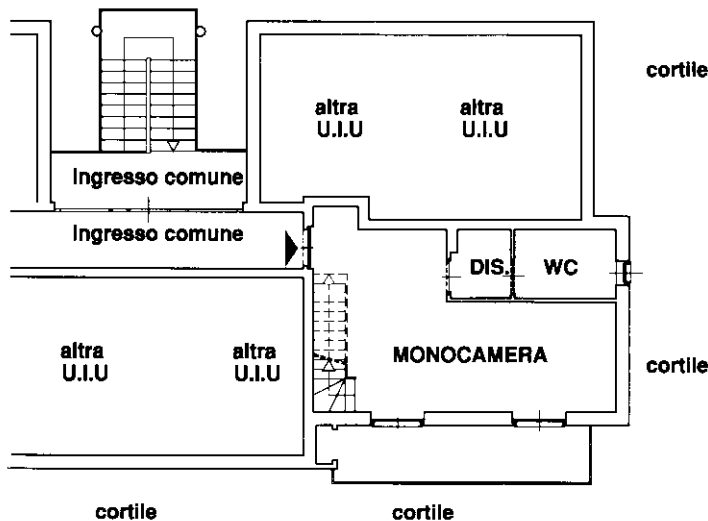 cortile
altra altra
U.I.U U.I.U
Ingresso comune
Ingresso comune
DIS. WC
altra altra
U.I.U U.I.U
MONOCAMERA
cortile
cortile cortile